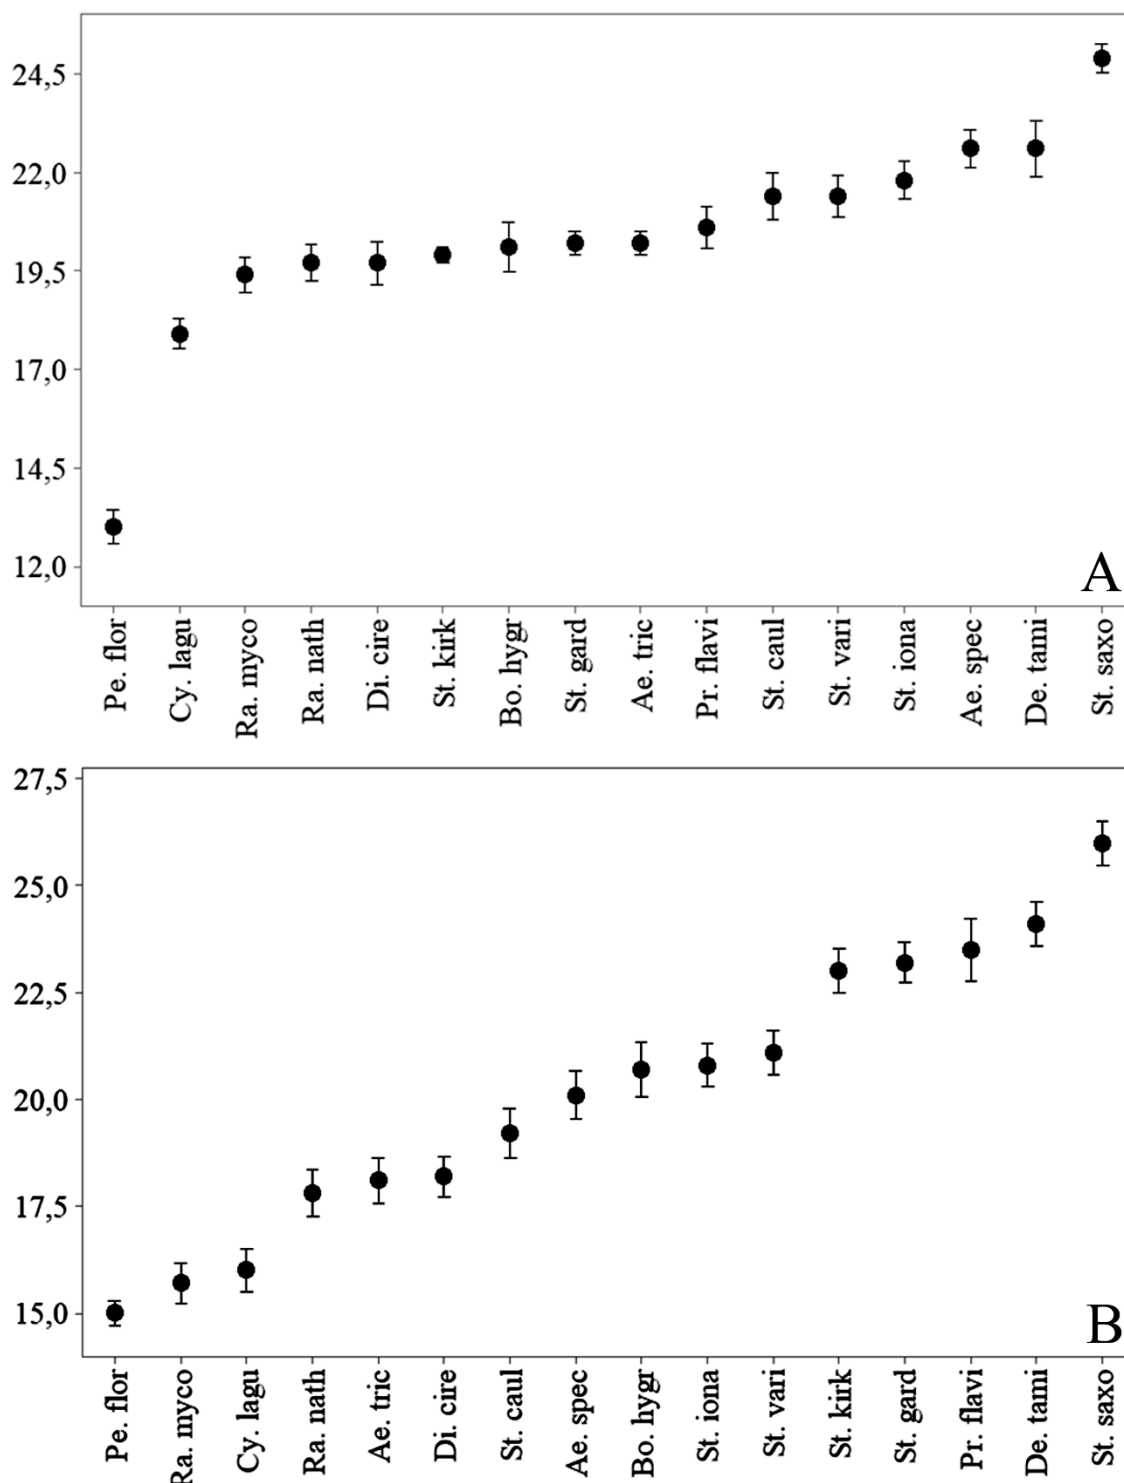 24,5
22,0
19,5
17,0
14,5
12,0
A
Pe. flor
Cy. lagu
Ra. myco
Ra. nath
Di. cire
St. kirk
Bo. hygr
St. gard
Ae. tric
Pr. flavi
St. caul
St. vari
St. iona
Ae. spec
De. tami
St. saxo
27,5
25,0
22,5
20,0
17,5
15,0
B
Pe. flor
Ra. myco
Cy. lagu
Ra. nath
Ae. tric
Di. cire
St. caul
Ae. spec
Bo. hygr
St. iona
St. vari
St. kirk
St. gard
Pr. flavi
De. tami
St. saxo